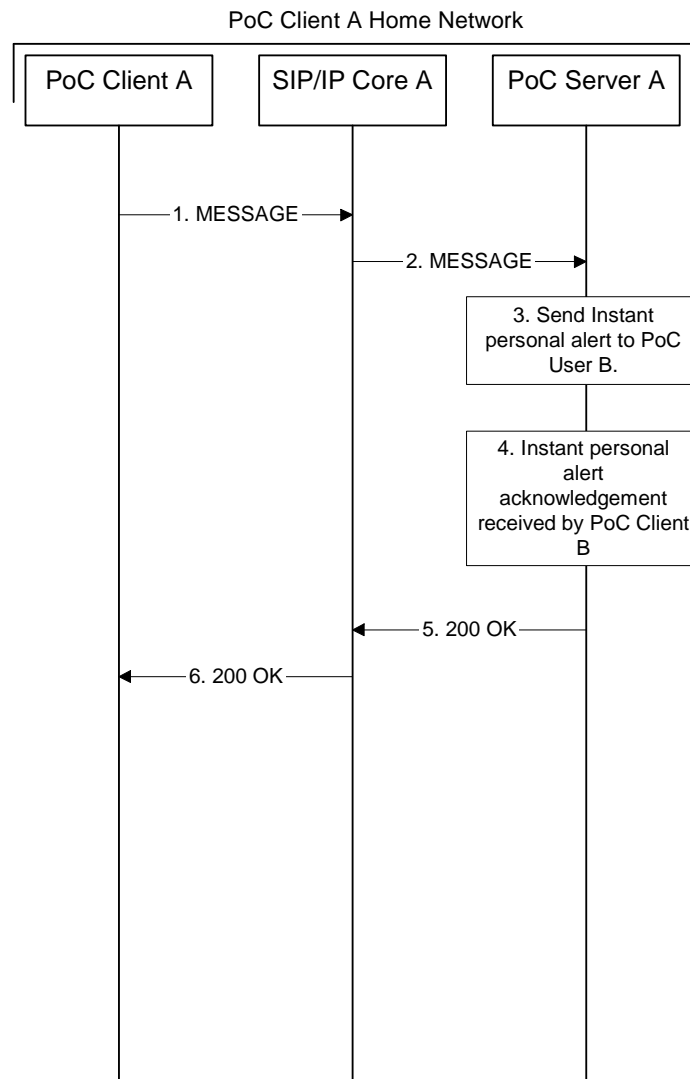 PoC Client A Home Network
PoC Client A
SIP/IP Core A
PoC Server A
1. MESSAGE
2. MESSAGE
3. Send Instant
personal alert to PoC
User B.
4. Instant personal
alert
acknowledgement
received by PoC Client
B
5. 200 OK
6. 200 OK